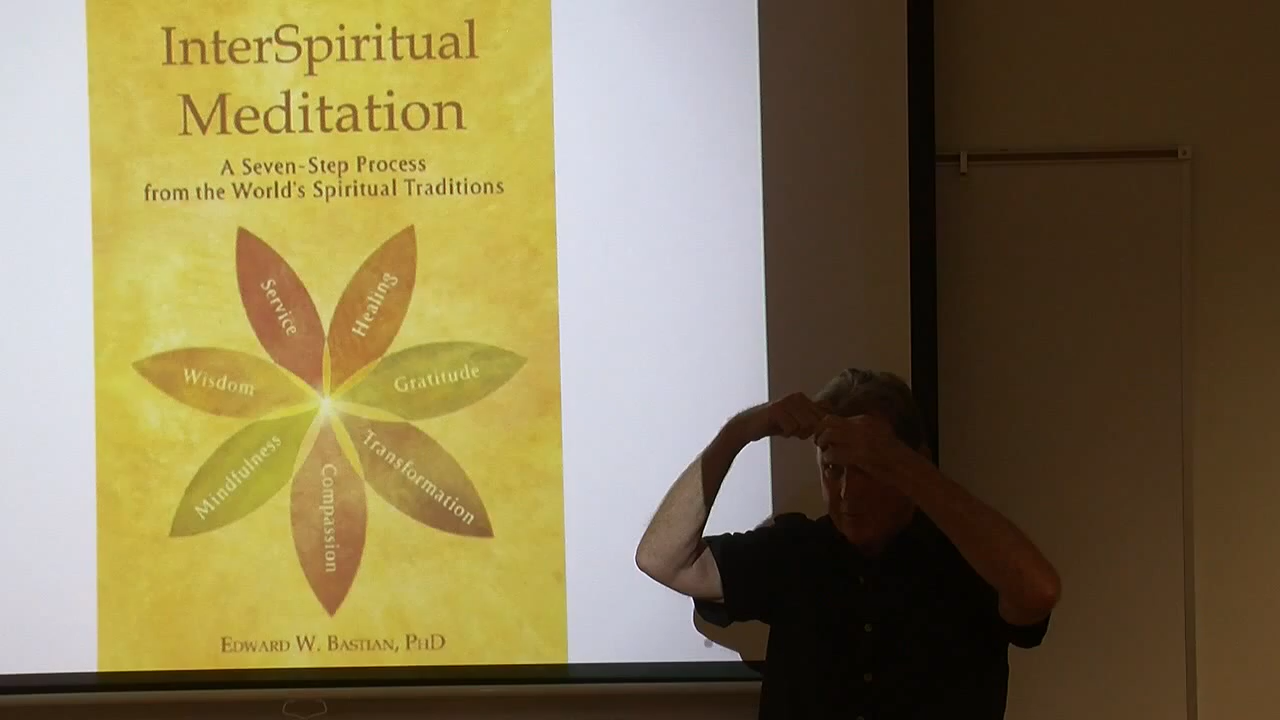 InterSpiritual
Meditation
A Seven-Step Process
from the World's Spiritual Traditions
Service
Healing
Wisdom
Gratitude
Mindfulness
Transformation
Compassion
EDWARD W. BASTIAN, PHD